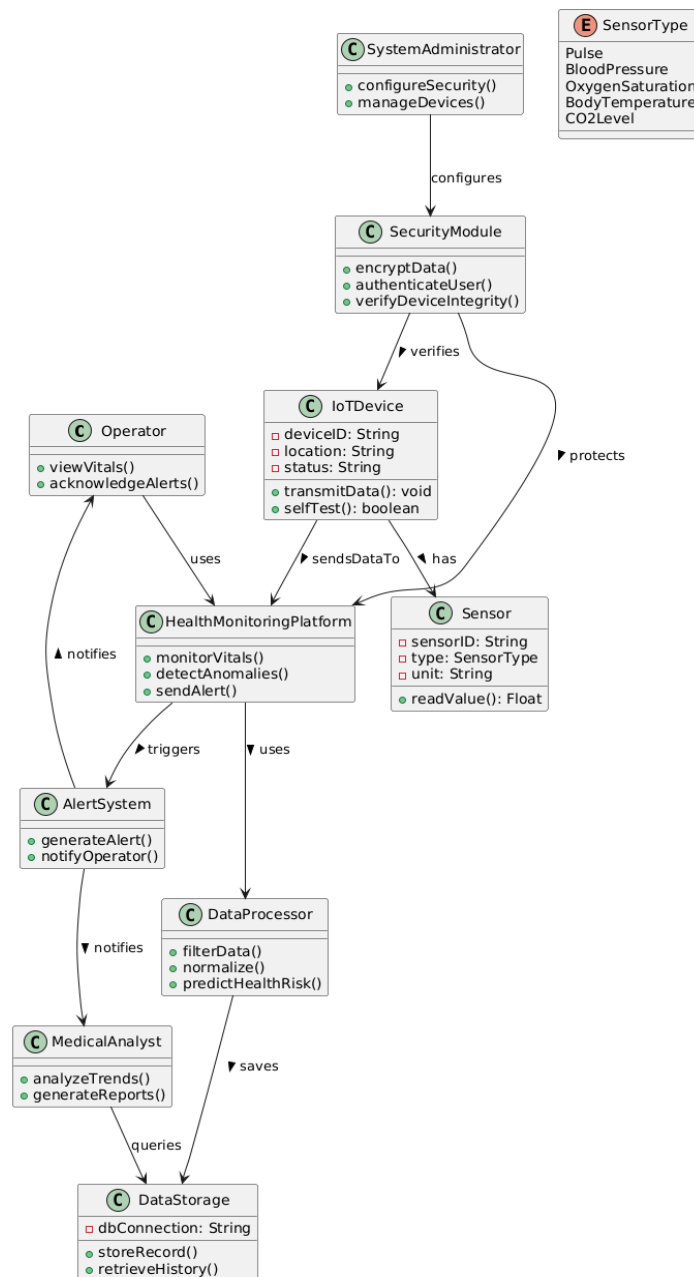 C SystemAdministrator
configureSecurity()
manageDevices()
E SensorType
Pulse
BloodPressure
OxygenSaturation
BodyTemperature
CO2Level
configures
C SecurityModule
encryptData()
authenticateUser()
verifyDeviceIntegrity()
verifies
protects
C IoTDevice
deviceID: String
location: String
status: String
transmitData(): void
selfTest(): boolean
C Operator
viewVitals()
acknowledgeAlerts()
uses
sendsDataTo
has
C HealthMonitoringPlatform
monitorVitals()
detectAnomalies()
sendAlert()
C Sensor
sensorID: String
type: SensorType
unit: String
readValue(): Float
notifies
triggers
uses
C AlertSystem
generateAlert()
notifyOperator()
notifies
C DataProcessor
filterData()
normalize()
predictHealthRisk()
C MedicalAnalyst
analyzeTrends()
generateReports()
saves
queries
C DataStorage
dbConnection: String
storeRecord()
retrieveHistory()